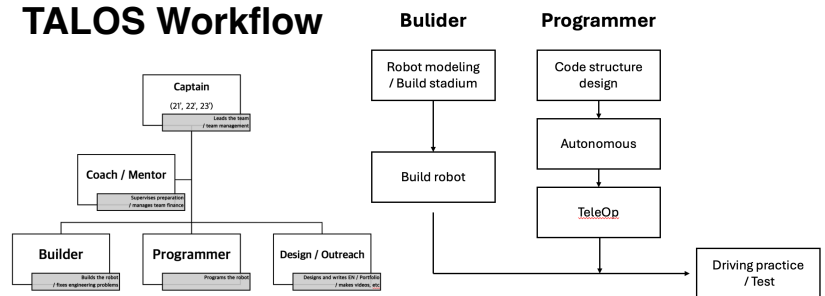 TALOS Workflow
Captain
(21', 22', 23')
Leads the team
/ team management
Coach / Mentor
Supervises preparation
/ manages team finance
Builder
Builds the robot
/ fixes engineering problems
Programmer
Programs the robot
Design / Outreach
Designs and writes EN / Portfolio
/ makes videos, etc
Bulider
Robot modeling
/ Build stadium
Build robot
Programmer
Code structure
design
Autonomous
TeleOp
Driving practice
/ Test